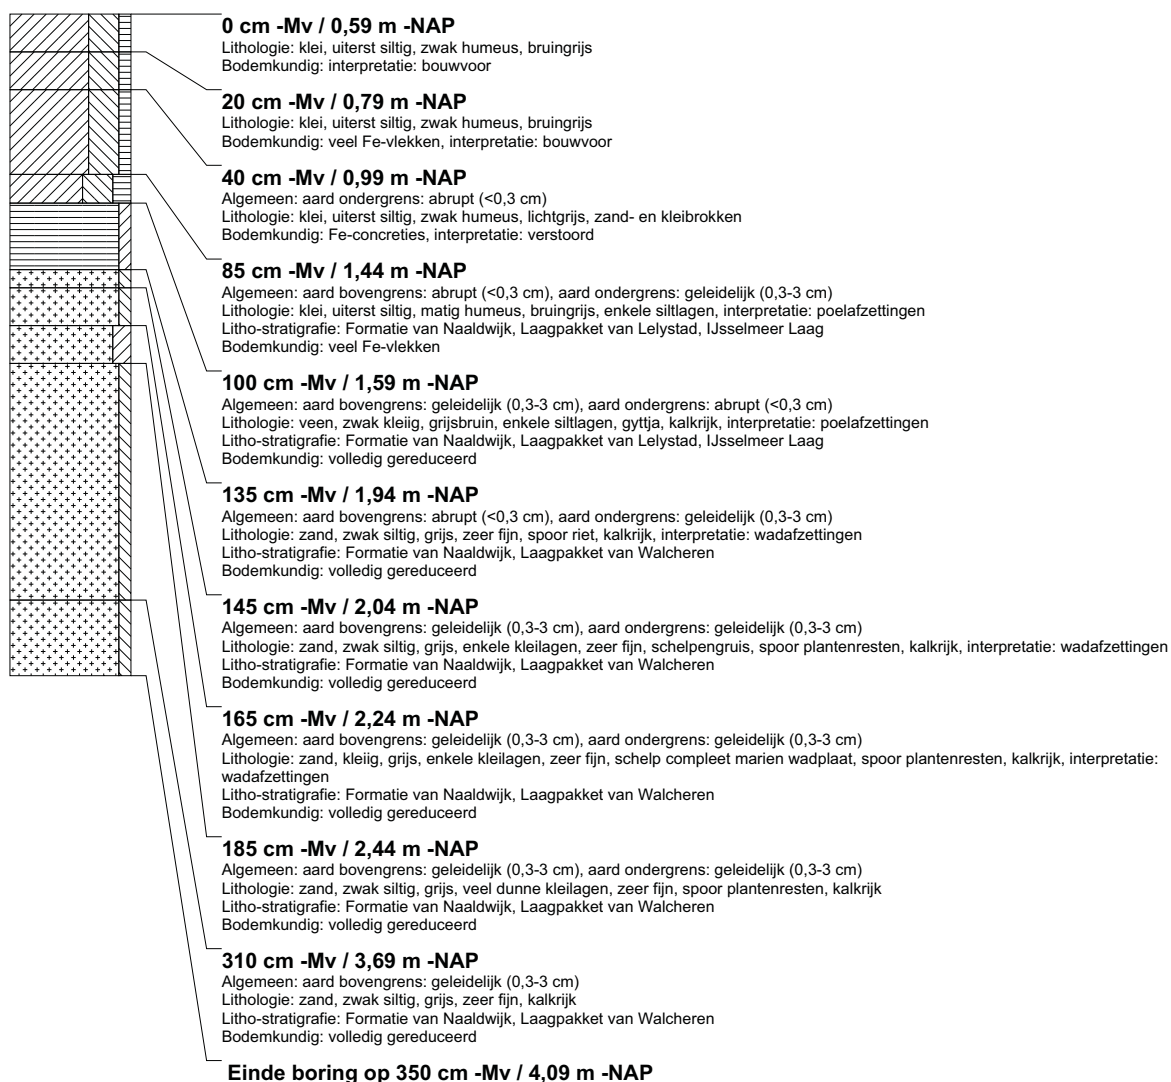 0 cm -Mv / 0,59 m -NAP
Lithologie: klei, uiterst siltig, zwak humeus, bruingrijs
Bodemkundig: interpretatie: bouwvoor
20 cm -Mv / 0,79 m -NAP
Lithologie: klei, uiterst siltig, zwak humeus, bruingrijs
Bodemkundig: veel Fe-vlekken, interpretatie: bouwvoor
40 cm -Mv / 0,99 m -NAP
Algemeen: aard ondergrens: abrupt (<0,3 cm)
Lithologie: klei, uiterst siltig, zwak humeus, lichtgrijs, zand- en kleibrokken
Bodemkundig: Fe-concreties, interpretatie: verstoord
85 cm -Mv / 1,44 m -NAP
Algemeen: aard bovengrens: abrupt (<0,3 cm), aard ondergrens: geleidelijk (0,3-3 cm)
Lithologie: klei, uiterst siltig, matig humeus, bruingrijs, enkele siltlagen, interpretatie: poelafzettingen
Litho-stratigrafie: Formatie van Naaldwijk, Laagpakket van Lelystad, IJsselmeer Laag
Bodemkundig: veel Fe-vlekken
100 cm -Mv / 1,59 m -NAP
Algemeen: aard bovengrens: geleidelijk (0,3-3 cm), aard ondergrens: abrupt (<0,3 cm)
Lithologie: veen, zwak kleiig, grijsbruin, enkele siltlagen, gyttja, kalkrijk, interpretatie: poelafzettingen
Litho-stratigrafie: Formatie van Naaldwijk, Laagpakket van Lelystad, IJsselmeer Laag
Bodemkundig: volledig gereduceerd
135 cm -Mv / 1,94 m -NAP
Algemeen: aard bovengrens: abrupt (<0,3 cm), aard ondergrens: geleidelijk (0,3-3 cm)
Lithologie: zand, zwak siltig, grijs, zeer fijn, spoor riet, kalkrijk, interpretatie: wadafzettingen
Litho-stratigrafie: Formatie van Naaldwijk, Laagpakket van Walcheren
Bodemkundig: volledig gereduceerd
145 cm -Mv / 2,04 m -NAP
Algemeen: aard bovengrens: geleidelijk (0,3-3 cm), aard ondergrens: geleidelijk (0,3-3 cm)
Lithologie: zand, zwak siltig, grijs, enkele kleilagen, zeer fijn, schelpengruis, spoor plantenresten, kalkrijk, interpretatie: wadafzettingen
Litho-stratigrafie: Formatie van Naaldwijk, Laagpakket van Walcheren
Bodemkundig: volledig gereduceerd
165 cm -Mv / 2,24 m -NAP
Algemeen: aard bovengrens: geleidelijk (0,3-3 cm), aard ondergrens: geleidelijk (0,3-3 cm)
Lithologie: zand, kleiig, grijs, enkele kleilagen, zeer fijn, schelp compleet marien wadplaat, spoor plantenresten, kalkrijk, interpretatie:
wadafzettingen
Litho-stratigrafie: Formatie van Naaldwijk, Laagpakket van Walcheren
Bodemkundig: volledig gereduceerd
185 cm -Mv / 2,44 m -NAP
Algemeen: aard bovengrens: geleidelijk (0,3-3 cm), aard ondergrens: geleidelijk (0,3-3 cm)
Lithologie: zand, zwak siltig, grijs, veel dunne kleilagen, zeer fijn, spoor plantenresten, kalkrijk
Litho-stratigrafie: Formatie van Naaldwijk, Laagpakket van Walcheren
Bodemkundig: volledig gereduceerd
310 cm -Mv / 3,69 m -NAP
Algemeen: aard bovengrens: geleidelijk (0,3-3 cm)
Lithologie: zand, zwak siltig, grijs, zeer fijn, kalkrijk
Litho-stratigrafie: Formatie van Naaldwijk, Laagpakket van Walcheren
Bodemkundig: volledig gereduceerd
Einde boring op 350 cm -Mv / 4,09 m -NAP